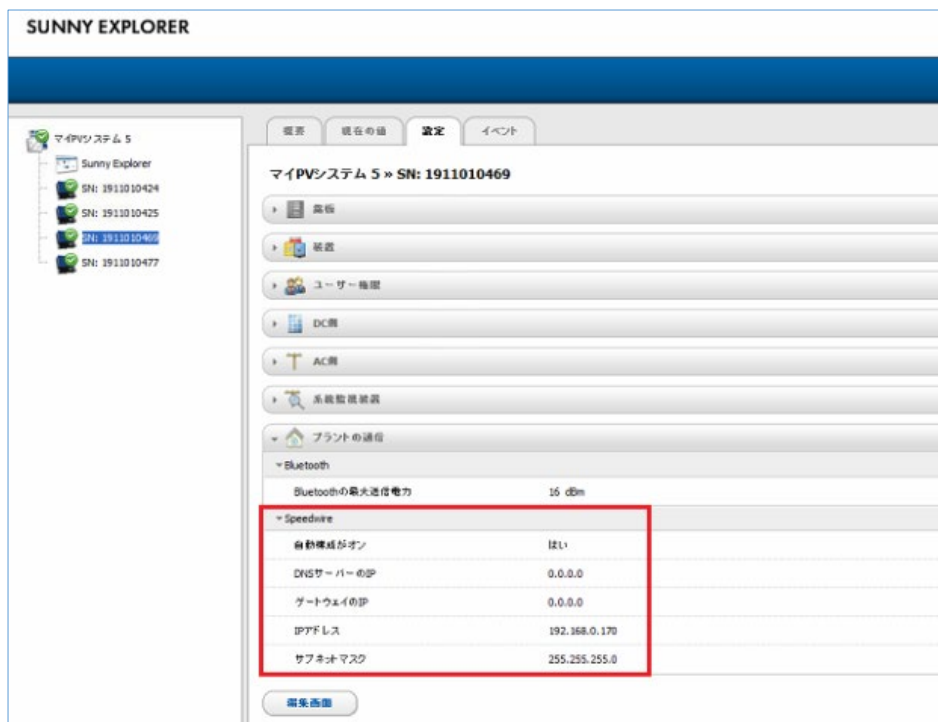 SUNNY EXPLORER
マイPVシステム 5
Sunny Explorer
SN: 1911010424
SN: 1911010425
SN: 1911010469
SN: 1911010477
概要 現在の値 設定 イベント
マイPVシステム 5 » SN: 1911010469
銘板
装置
ユーザー権限
DC側
AC側
系統監視装置
プラントの通信
Bluetooth
Bluetoothの最大送信電力 16 dBm
Speedwire
自動構成がオン はい
DNSサーバーのIP 0.0.0.0
ゲートウェイのIP 0.0.0.0
IPアドレス 192.168.0.170
サブネットマスク 255.255.255.0
編集画面